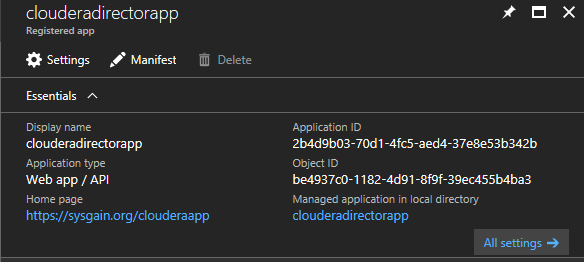 clouderadirectorapp
Registered app
Settings Manifest Delete
Essentials
Display name
clouderadirectorapp
Application type
Web app / API
Home page
https://sysgain.org/clouderaapp
Application ID
2b4d9b03-70d1-4fc5-aed4-37e8e53b342b
Object ID
be4937c0-1182-4d91-8f9f-39ec455b4ba3
Managed application in local directory
clouderadirectorapp
All settings →